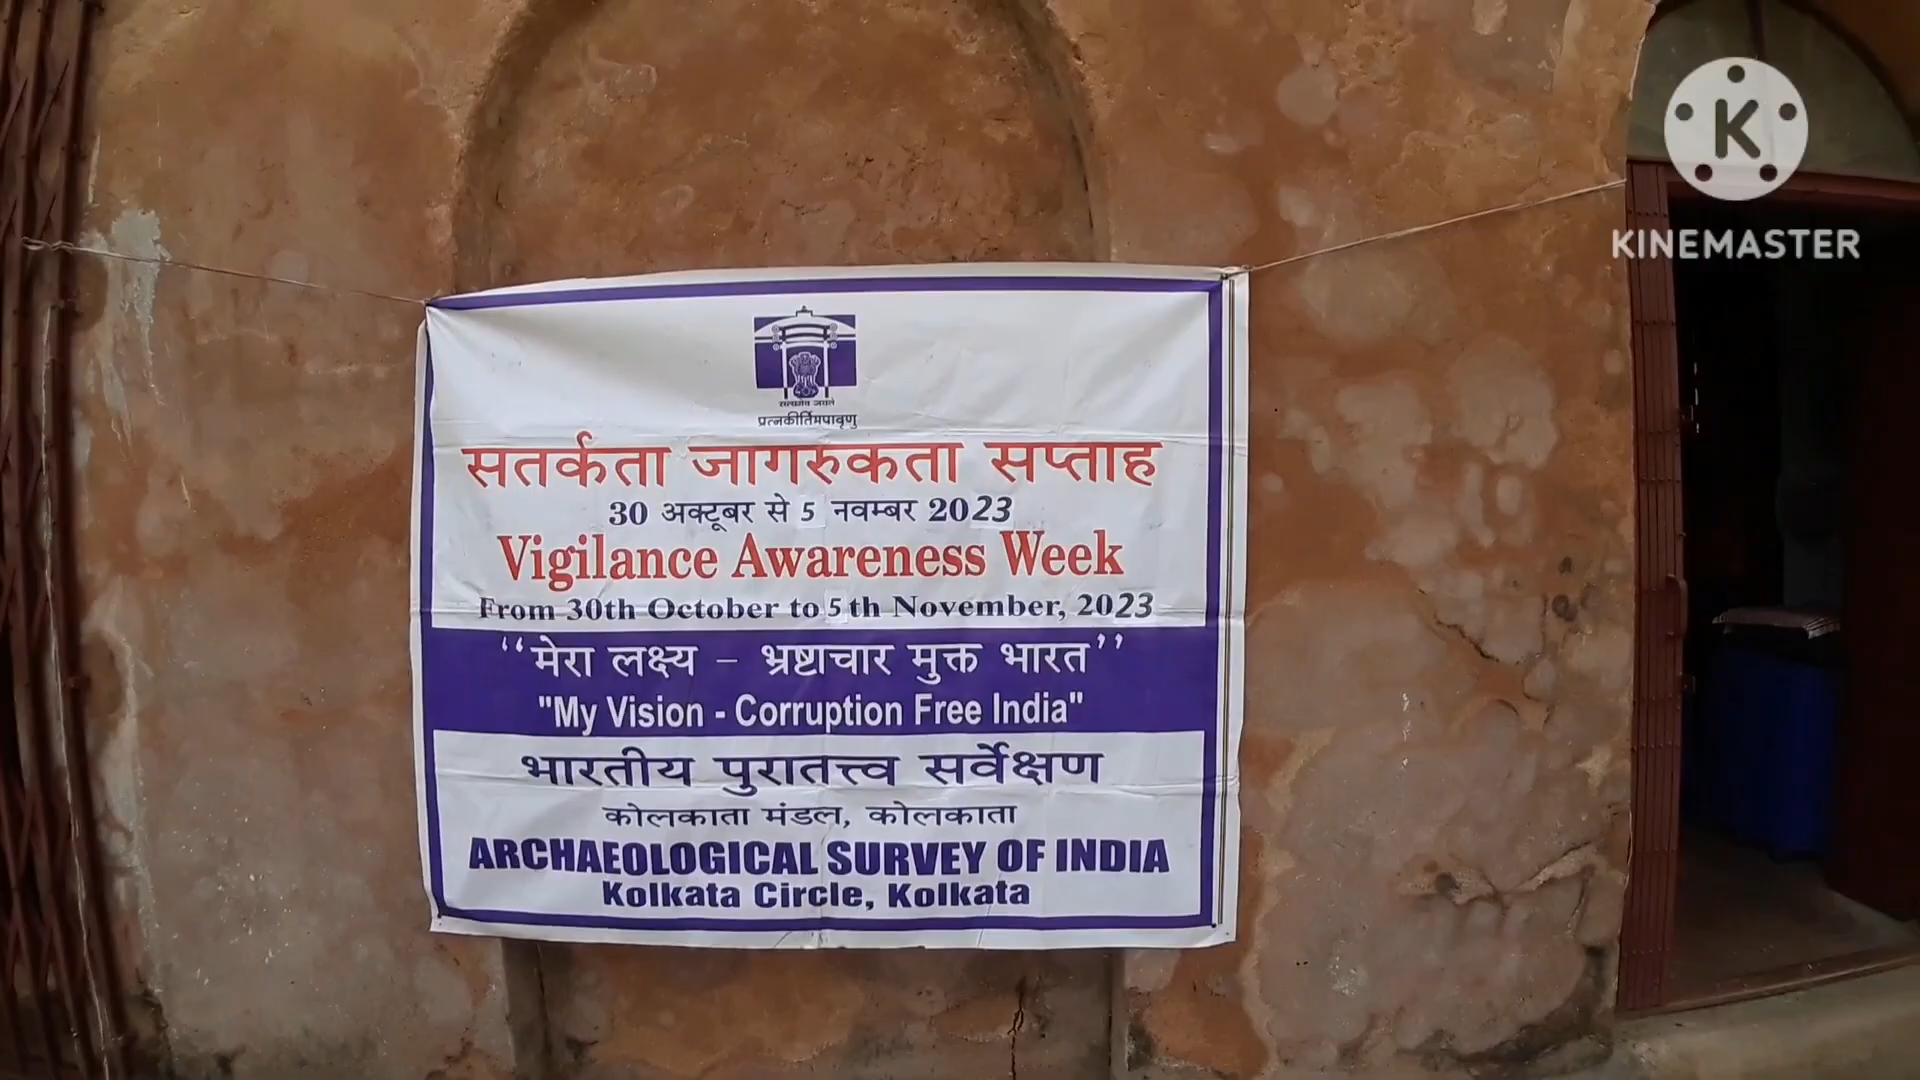 सत्यमेव जयते
प्रत्नकीर्तिमपावृणु
सतर्कता जागरुकता सप्ताह
30 अक्टूबर से 5 नवम्बर 2023
Vigilance Awareness Week
From 30th October to 5th November, 2023
“मेरा लक्ष्य – भ्रष्टाचार मुक्त भारत”
"My Vision - Corruption Free India"
भारतीय पुरातत्त्व सर्वेक्षण
कोलकाता मंडल, कोलकाता
ARCHAEOLOGICAL SURVEY OF INDIA
Kolkata Circle, Kolkata
K
KINEMASTER